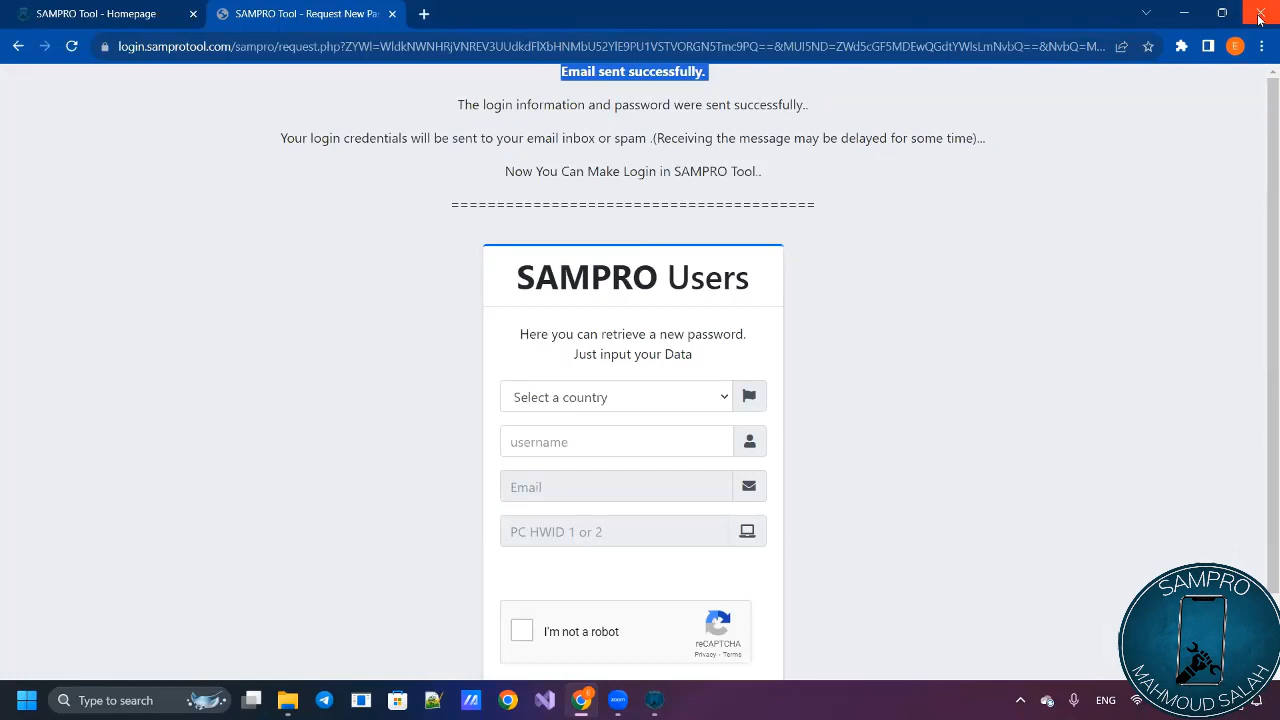 SAMPRO Tool - Homepage
SAMPRO Tool - Request New Pa
login.samprotool.com/sampro/request.php?ZYWl=WldkNWNHRjVNREV3UUdkdFlXbHNMbU52YlE9PU1VSTVORGN5Tmc9PQ==&MUI5ND=ZWd5cGF5MDEwQGdtYWlsLmNvbQ==&NvbQ=M...
E
Email sent successfully.
The login information and password were sent successfully..
Your login credentials will be sent to your email inbox or spam .(Receiving the message may be delayed for some time)...
Now You Can Make Login in SAMPRO Tool..
=======================================
SAMPRO Users
Here you can retrieve a new password.
Just input your Data
Select a country
username
Email
PC HWID 1 or 2
I'm not a robot
reCAPTCHA
Privacy - Terms
SAMPRO
MAHMOUD SALAH
Type to search
zoom
ENG